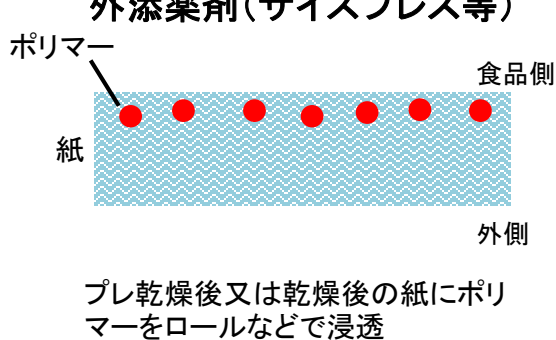 外添薬剤(サイズプレス等)
ポリマー
食品側
紙
外側
プレ乾燥後又は乾燥後の紙にポリ
マーをロールなどで浸透